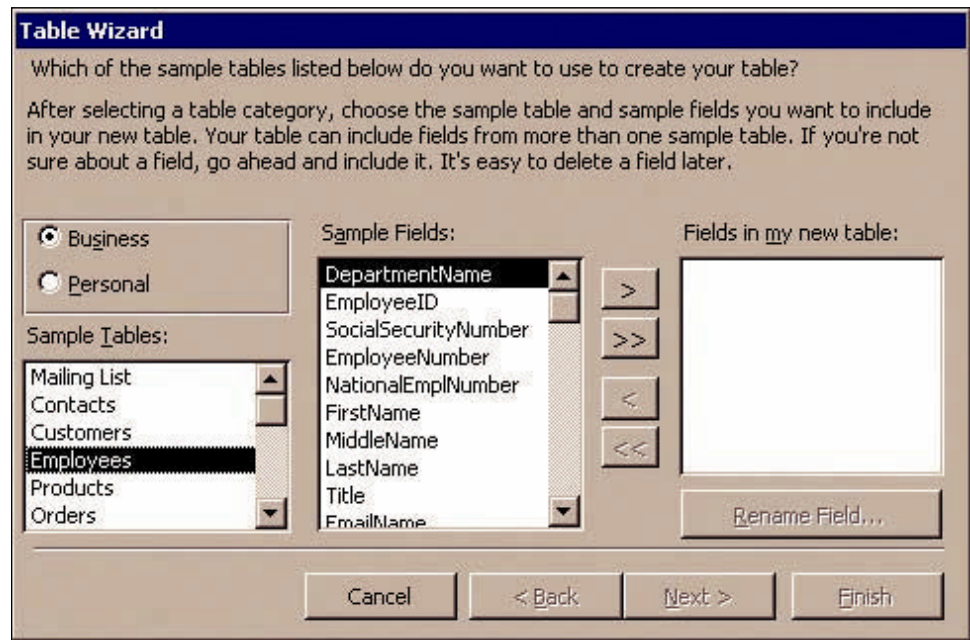 Table Wizard
Which of the sample tables listed below do you want to use to create your table?
After selecting a table category, choose the sample table and sample fields you want to include
in your new table. Your table can include fields from more than one sample table. If you're not
sure about a field, go ahead and include it. It's easy to delete a field later.
Business
Personal
Sample Tables:
Mailing List
Contacts
Customers
Employees
Products
Orders
Sample Fields:
DepartmentName
EmployeeID
SocialSecurityNumber
EmployeeNumber
NationalEmplNumber
FirstName
MiddleName
LastName
Title
EmailName
>
>>
<
<<
Fields in my new table:
Rename Field...
Cancel
< Back
Next >
Finish